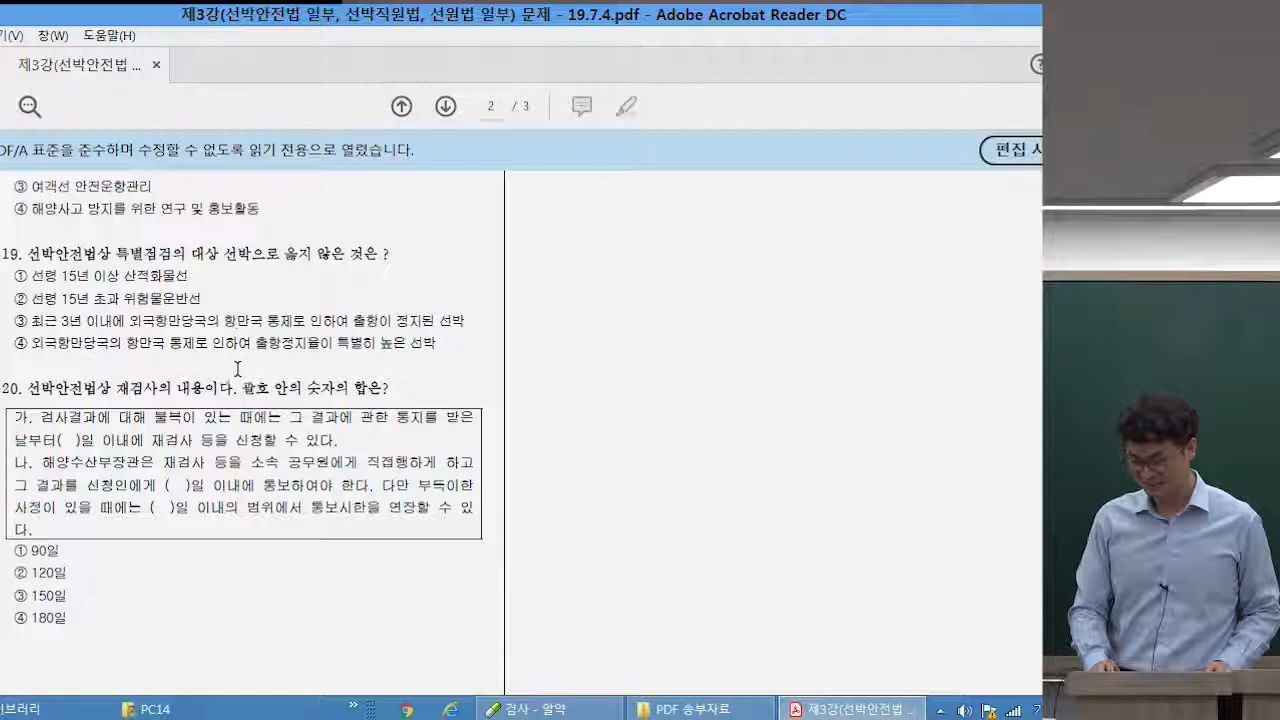 제3강(선박안전법 일부, 선박직원법, 선원법 일부) 문제 - 19.7.4.pdf - Adobe Acrobat Reader DC
기(V) 창(W) 도움말(H)
제3강(선박안전법 ... ×
2 / 3
DF/A 표준을 준수하며 수정할 수 없도록 읽기 전용으로 열렸습니다.
편집 사
③ 여객선 안전운항관리
④ 해양사고 방지를 위한 연구 및 홍보활동
19. 선박안전법상 특별점검의 대상 선박으로 옳지 않은 것은 ?
① 선령 15년 이상 산적화물선
② 선령 15년 초과 위험물운반선
③ 최근 3년 이내에 외국항만당국의 항만국 통제로 인하여 출항이 정지된 선박
④ 외국항만당국의 항만국 통제로 인하여 출항정지율이 특별히 높은 선박
20. 선박안전법상 재검사의 내용이다. 괄호 안의 숫자의 합은?
가. 검사결과에 대해 불복이 있는 때에는 그 결과에 관한 통지를 받은
날부터( )일 이내에 재검사 등을 신청할 수 있다.
나. 해양수산부장관은 재검사 등을 소속 공무원에게 직접행하게 하고
그 결과를 신청인에게 ( )일 이내에 통보하여야 한다. 다만 부득이한
사정이 있을 때에는 ( )일 이내의 범위에서 통보시한을 연장할 수 있
다.
① 90일
② 120일
③ 150일
④ 180일
이브러리 PC14 » 검사 - 알약 PDF 송부자료 제3강(선박안전법 ...